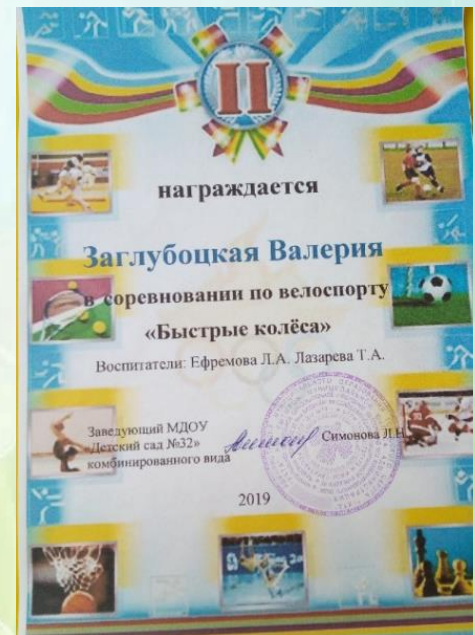 II
награждается
Заглубоцкая Валерия
в соревновании по велоспорту
«Быстрые колёса»
Воспитатели: Ефремова Л.А. Лазарева Т.А.
Заведующий МДОУ
«Детский сад №32»
комбинированного вида
Симонова Л.Н.
2019